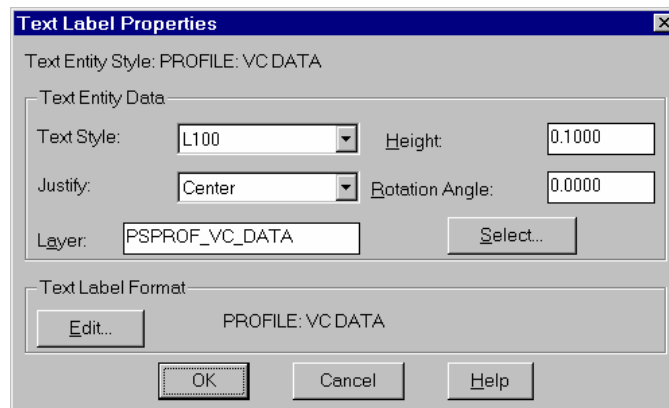 Text Label Properties
Text Entity Style: PROFILE: VC DATA
Text Entity Data
Text Style: L100 Height: 0.1000
Justify: Center Rotation Angle: 0.0000
Layer: PSPROF_VC_DATA Select...
Text Label Format
Edit... PROFILE: VC DATA
OK Cancel Help